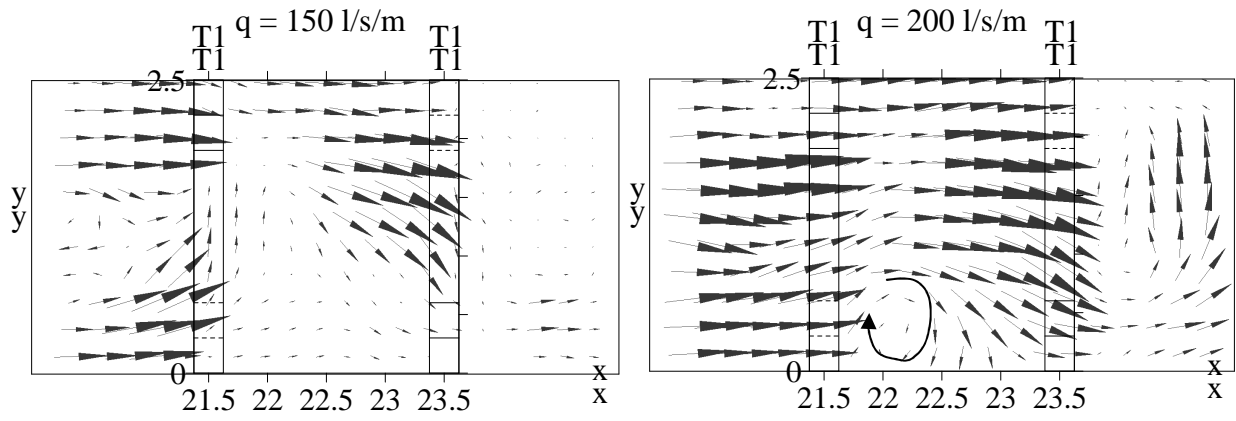 q = 150 l/s/m
T1 T1
T1 T1
2.5
y
y
0
x
21.5 22 22.5 23 23.5 x
q = 200 l/s/m
T1 T1
T1 T1
2.5
y
y
0
x
21.5 22 22.5 23 23.5 x